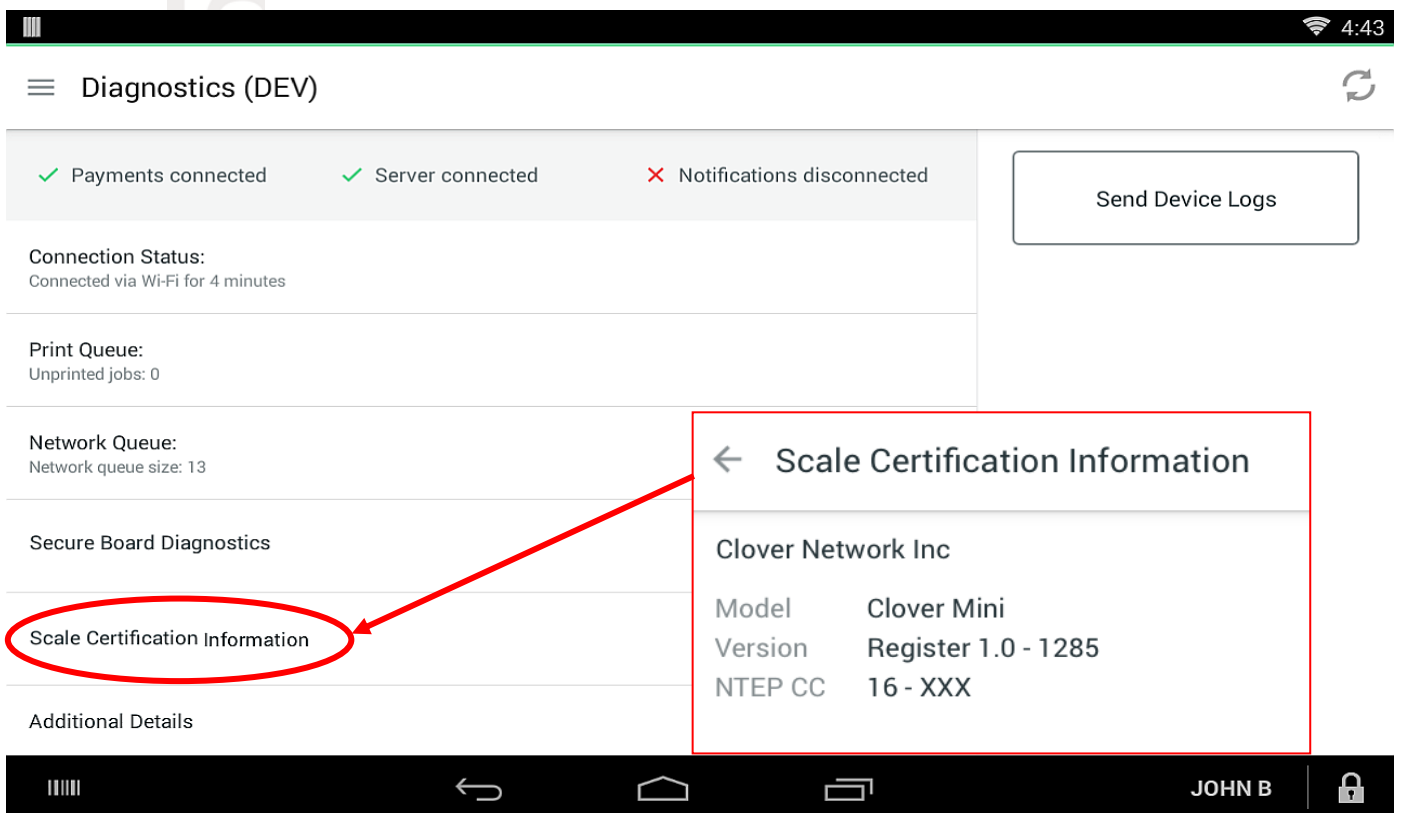 4:43
Diagnostics (DEV)
Payments connected Server connected Notifications disconnected
Send Device Logs
Connection Status:
Connected via Wi-Fi for 4 minutes
Print Queue:
Unprinted jobs: 0
Network Queue:
Network queue size: 13
Secure Board Diagnostics
Scale Certification Information
Additional Details
Scale Certification Information
Clover Network Inc
Model Clover Mini
Version Register 1.0 - 1285
NTEP CC 16 - XXX
JOHN B